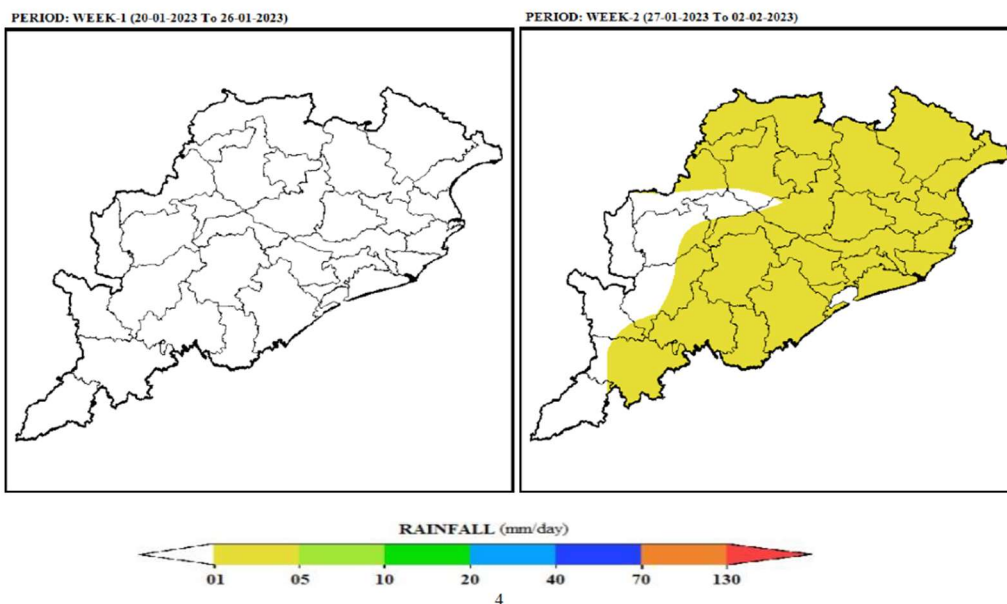 PERIOD: WEEK-1 (20-01-2023 To 26-01-2023)
PERIOD: WEEK-2 (27-01-2023 To 02-02-2023)
RAINFALL (mm/day)
01 05 10 20 40 70 130
4